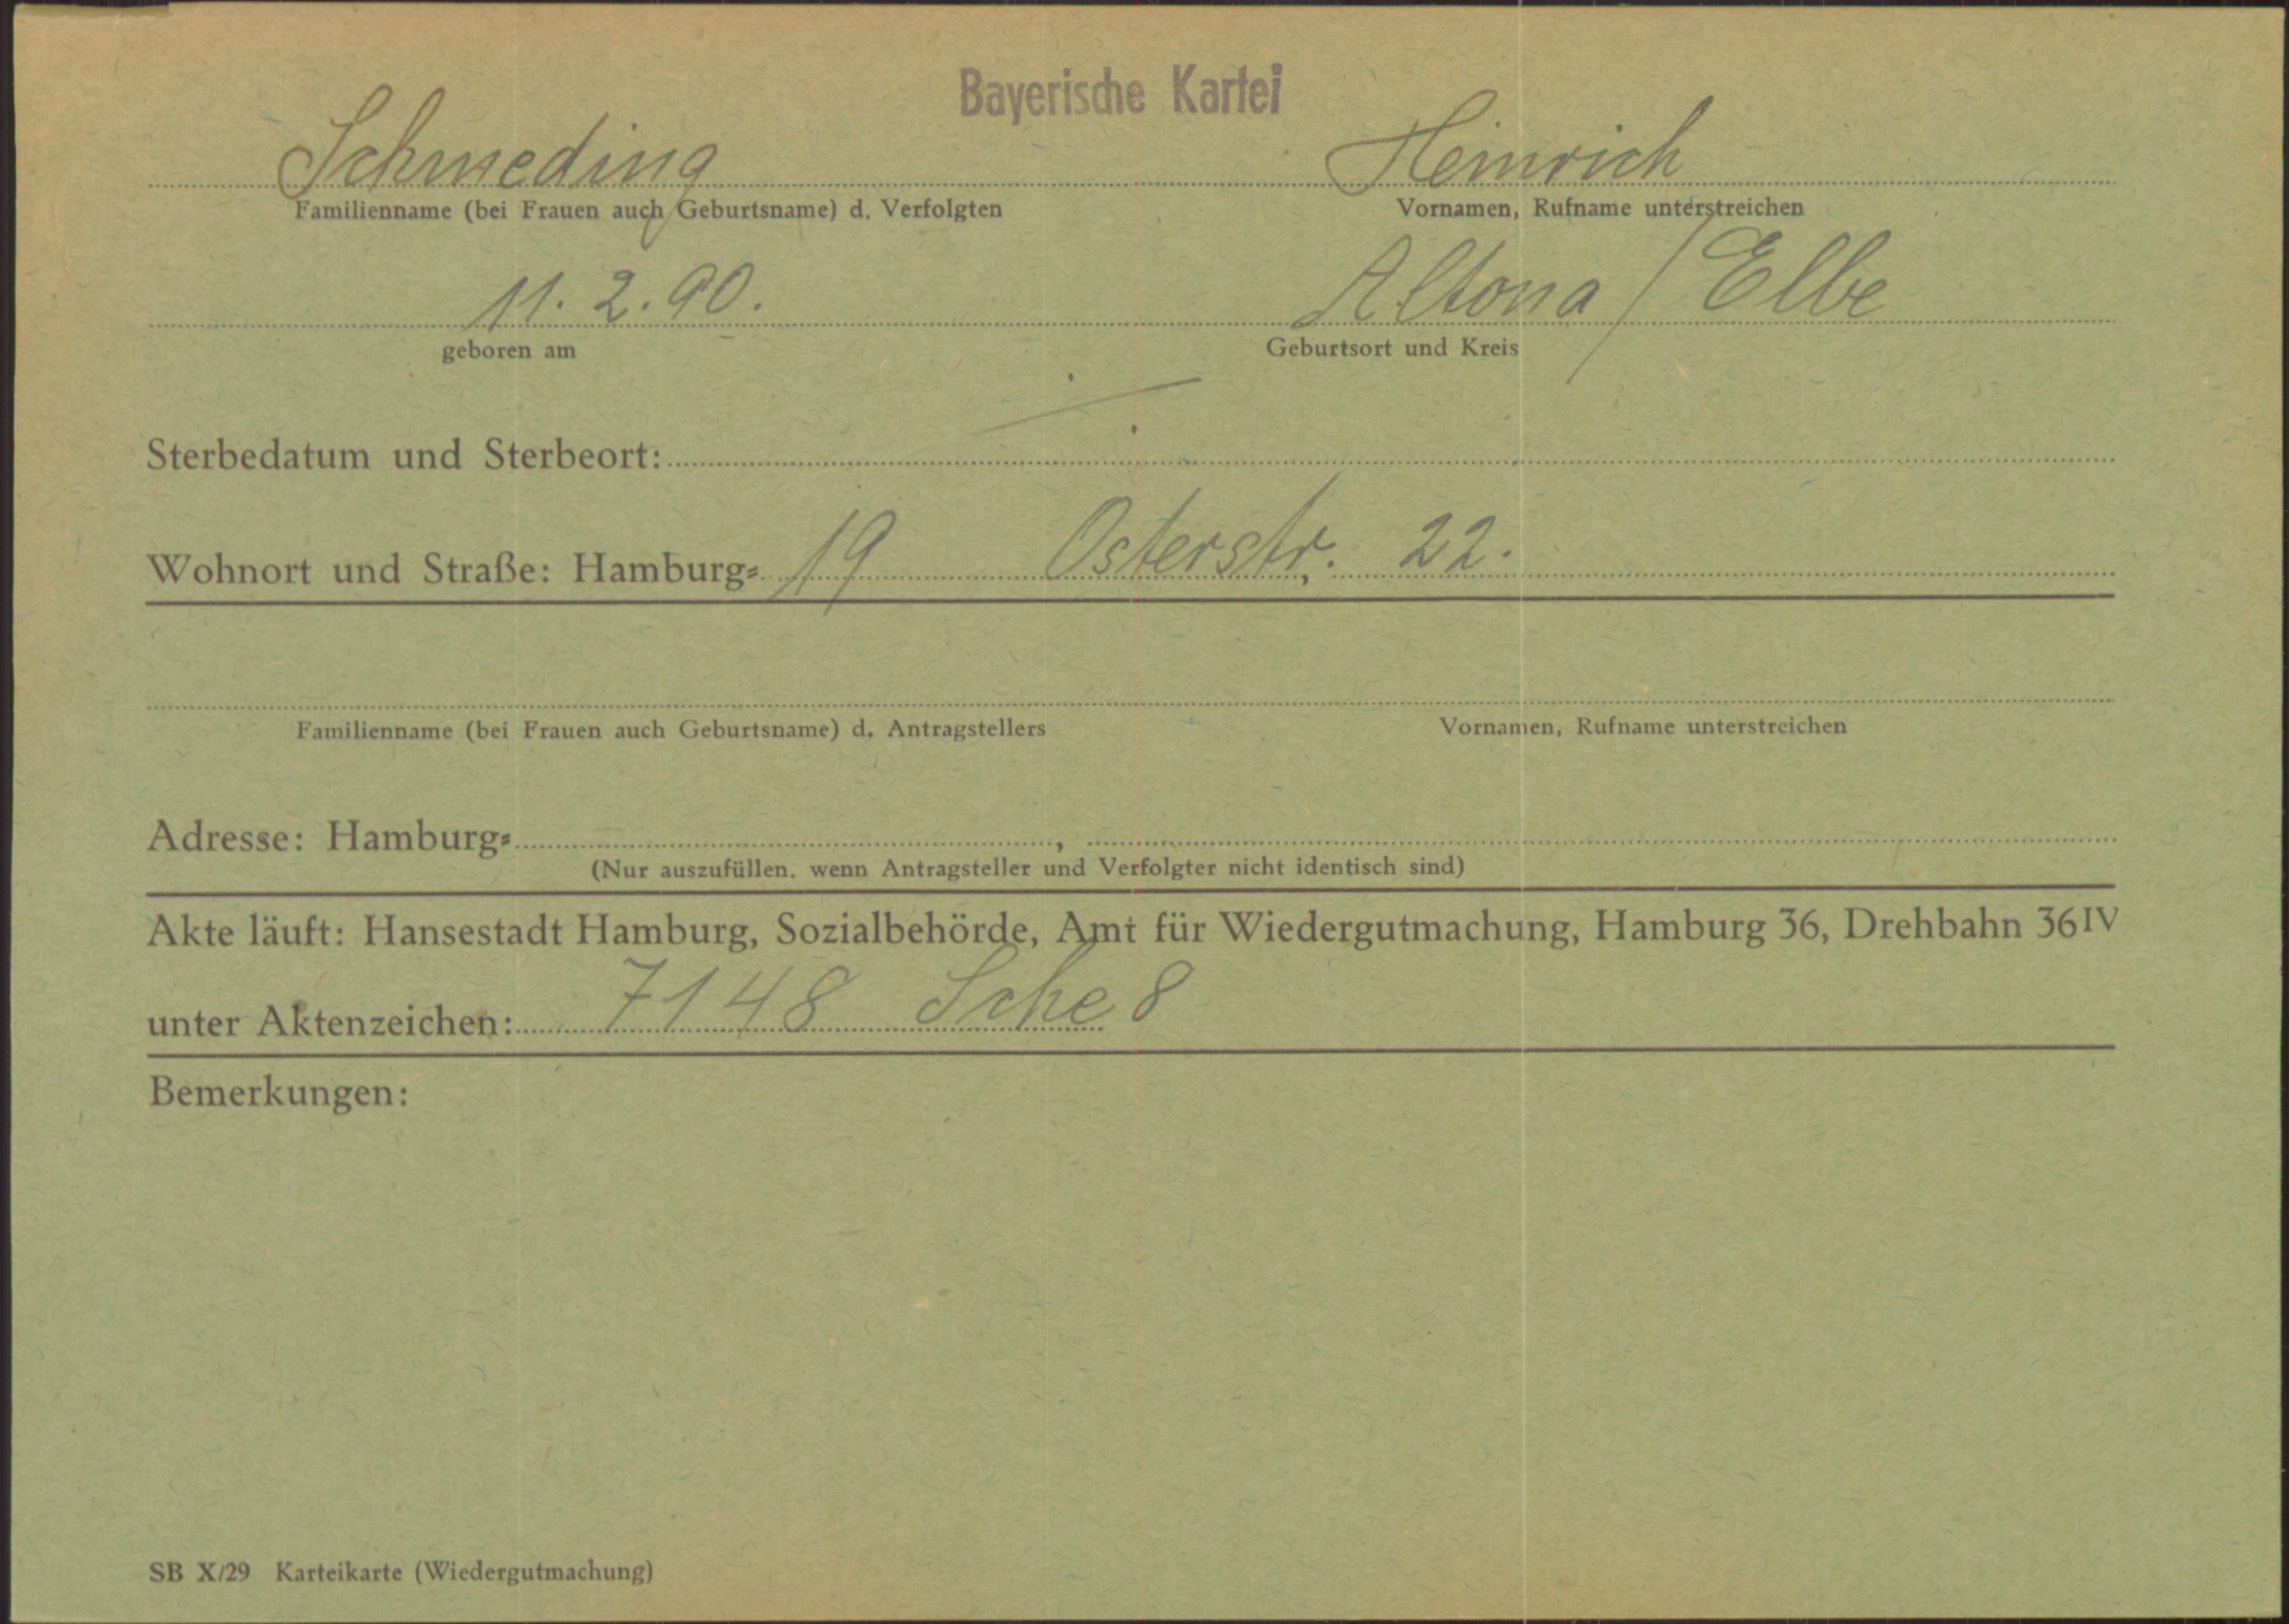 Bayerische Kartei
Schmeding Heinrich
Familienname (bei Frauen auch Geburtsname) d. Verfolgten Vornamen, Rufname unterstreichen
11. 2. 90. Altona / Elbe
geboren am Geburtsort und Kreis
Sterbedatum und Sterbeort:
Wohnort und Straße: Hamburg= 19 Osterstr. 22.
Familienname (bei Frauen auch Geburtsname) d. Antragstellers Vornamen, Rufname unterstreichen
Adresse: Hamburg= ,
(Nur auszufüllen. wenn Antragsteller und Verfolgter nicht identisch sind)
Akte läuft: Hansestadt Hamburg, Sozialbehörde, Amt für Wiedergutmachung, Hamburg 36, Drehbahn 36 IV
unter Aktenzeichen: 7148 Sche 8
Bemerkungen:
SB X/29 Karteikarte (Wiedergutmachung)